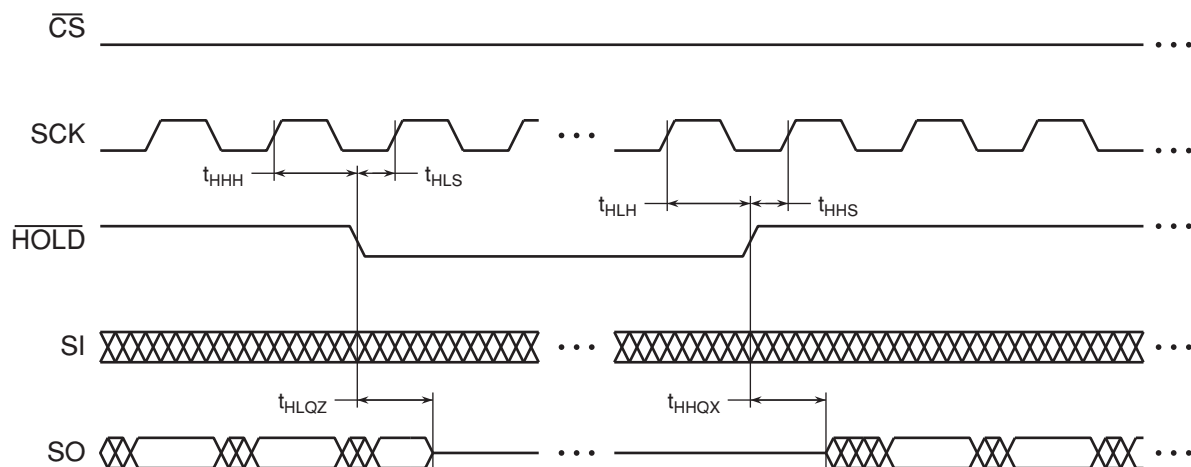 CS
SCK
tHHH
tHLS
tHLH
tHHS
HOLD
SI
tHLQZ
tHHQX
SO